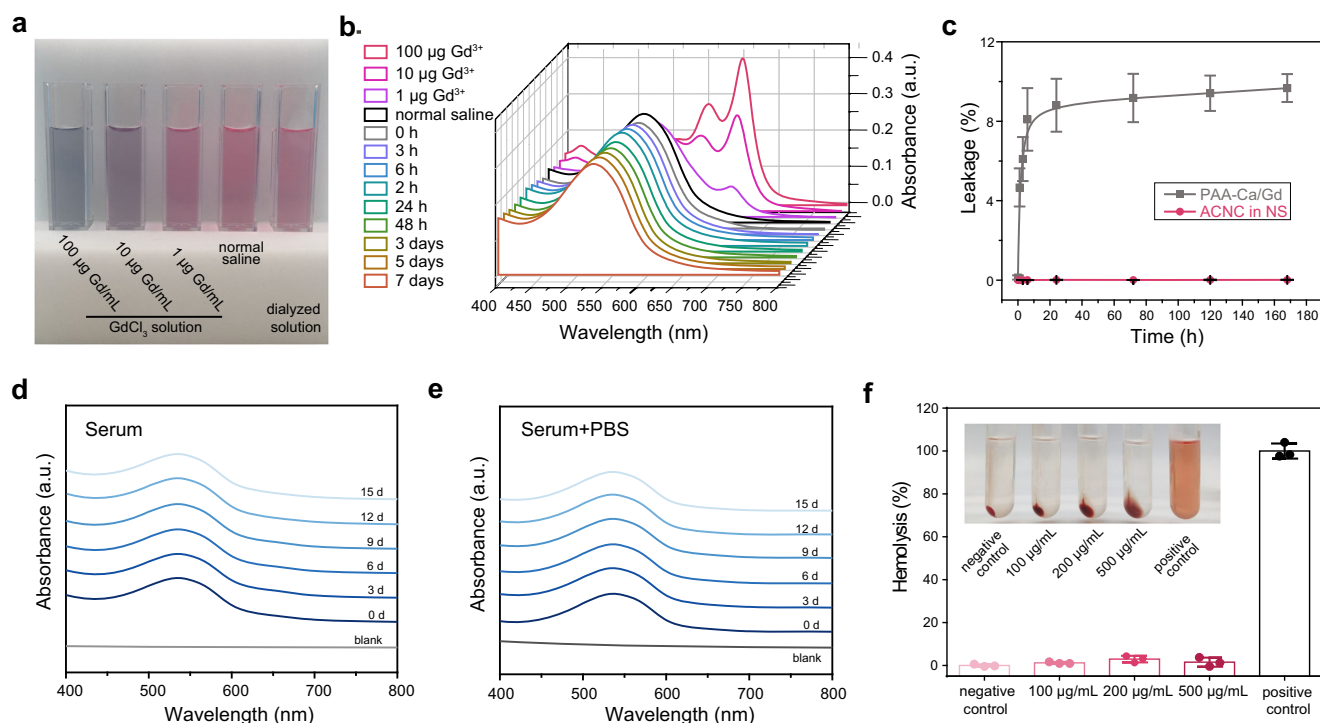 a
100 μg Gd/mL
10 μg Gd/mL
1 μg Gd/mL
normal
saline
GdCl3 solution
dialyzed
solution
b.
100 μg Gd³⁺
10 μg Gd³⁺
1 μg Gd³⁺
normal saline
0 h
3 h
6 h
2 h
24 h
48 h
3 days
5 days
7 days
0.4
0.3
0.2
0.1
0.0
Absorbance (a.u.)
400 450 500 550 600 650 700 750 800
Wavelength (nm)
c
12
8
4
0
Leakage (%)
PAA-Ca/Gd
ACNC in NS
0 20 40 60 80 100 120 140 160 180
Time (h)
d
Serum
Absorbance (a.u.)
15 d
12 d
9 d
6 d
3 d
0 d
blank
400 500 600 700 800
Wavelength (nm)
e
Serum+PBS
Absorbance (a.u.)
15 d
12 d
9 d
6 d
3 d
0 d
blank
400 500 600 700 800
Wavelength (nm)
f
120
100
80
60
40
20
0
Hemolysis (%)
negative
control
100 μg/mL
200 μg/mL
500 μg/mL
positive
control
negative
control
100 μg/mL
200 μg/mL
500 μg/mL
positive
control